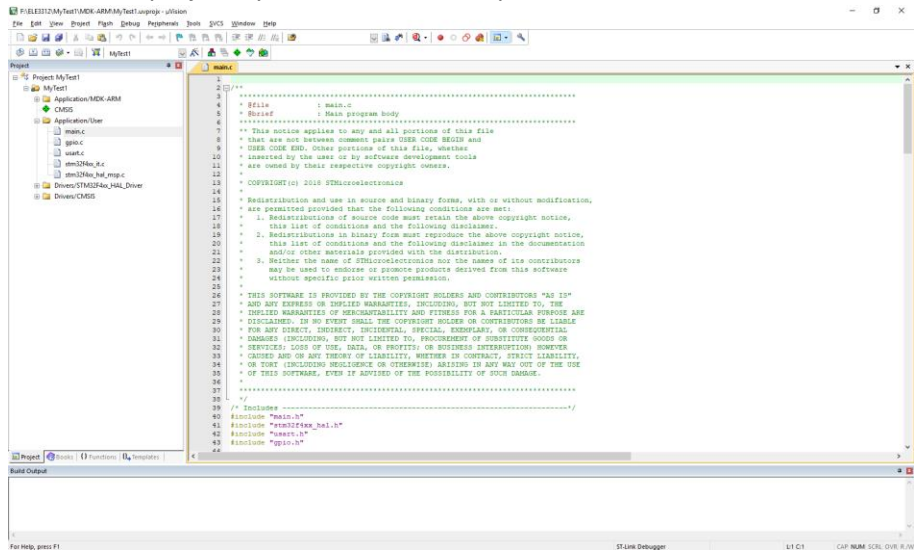 F:\ELE3312\MyTest1\MDK-ARM\MyTest1.uvprojx - µVision
File Edit View Project Flash Debug Peripherals Tools SVCS Window Help
MyTest1
Project
main.c
Project: MyTest1
MyTest1
Application/MDK-ARM
CMSIS
Application/User
main.c
gpio.c
usart.c
stm32f4xx_it.c
stm32f4xx_hal_msp.c
Drivers/STM32F4xx_HAL_Driver
Drivers/CMSIS
1
2 /**
3 ******************************************************************************
4 * @file : main.c
5 * @brief : Main program body
6 ******************************************************************************
7 ** This notice applies to any and all portions of this file
8 * that are not between comment pairs USER CODE BEGIN and
9 * USER CODE END. Other portions of this file, whether
10 * inserted by the user or by software development tools
11 * are owned by their respective copyright owners.
12 *
13 * COPYRIGHT(c) 2018 STMicroelectronics
14 *
15 * Redistribution and use in source and binary forms, with or without modification,
16 * are permitted provided that the following conditions are met:
17 * 1. Redistributions of source code must retain the above copyright notice,
18 * this list of conditions and the following disclaimer.
19 * 2. Redistributions in binary form must reproduce the above copyright notice,
20 * this list of conditions and the following disclaimer in the documentation
21 * and/or other materials provided with the distribution.
22 * 3. Neither the name of STMicroelectronics nor the names of its contributors
23 * may be used to endorse or promote products derived from this software
24 * without specific prior written permission.
25 *
26 * THIS SOFTWARE IS PROVIDED BY THE COPYRIGHT HOLDERS AND CONTRIBUTORS "AS IS"
27 * AND ANY EXPRESS OR IMPLIED WARRANTIES, INCLUDING, BUT NOT LIMITED TO, THE
28 * IMPLIED WARRANTIES OF MERCHANTABILITY AND FITNESS FOR A PARTICULAR PURPOSE ARE
29 * DISCLAIMED. IN NO EVENT SHALL THE COPYRIGHT HOLDER OR CONTRIBUTORS BE LIABLE
30 * FOR ANY DIRECT, INDIRECT, INCIDENTAL, SPECIAL, EXEMPLARY, OR CONSEQUENTIAL
31 * DAMAGES (INCLUDING, BUT NOT LIMITED TO, PROCUREMENT OF SUBSTITUTE GOODS OR
32 * SERVICES; LOSS OF USE, DATA, OR PROFITS; OR BUSINESS INTERRUPTION) HOWEVER
33 * CAUSED AND ON ANY THEORY OF LIABILITY, WHETHER IN CONTRACT, STRICT LIABILITY,
34 * OR TORT (INCLUDING NEGLIGENCE OR OTHERWISE) ARISING IN ANY WAY OUT OF THE USE
35 * OF THIS SOFTWARE, EVEN IF ADVISED OF THE POSSIBILITY OF SUCH DAMAGE.
36 *
37 ******************************************************************************
38 */
39 /* Includes ------------------------------------------------------------------*/
40 #include "main.h"
41 #include "stm32f4xx_hal.h"
42 #include "usart.h"
43 #include "gpio.h"
44
Project Books Functions Templates
Build Output
For Help, press F1 ST-Link Debugger L:1 C:1 CAP NUM SCRL OVR R/W